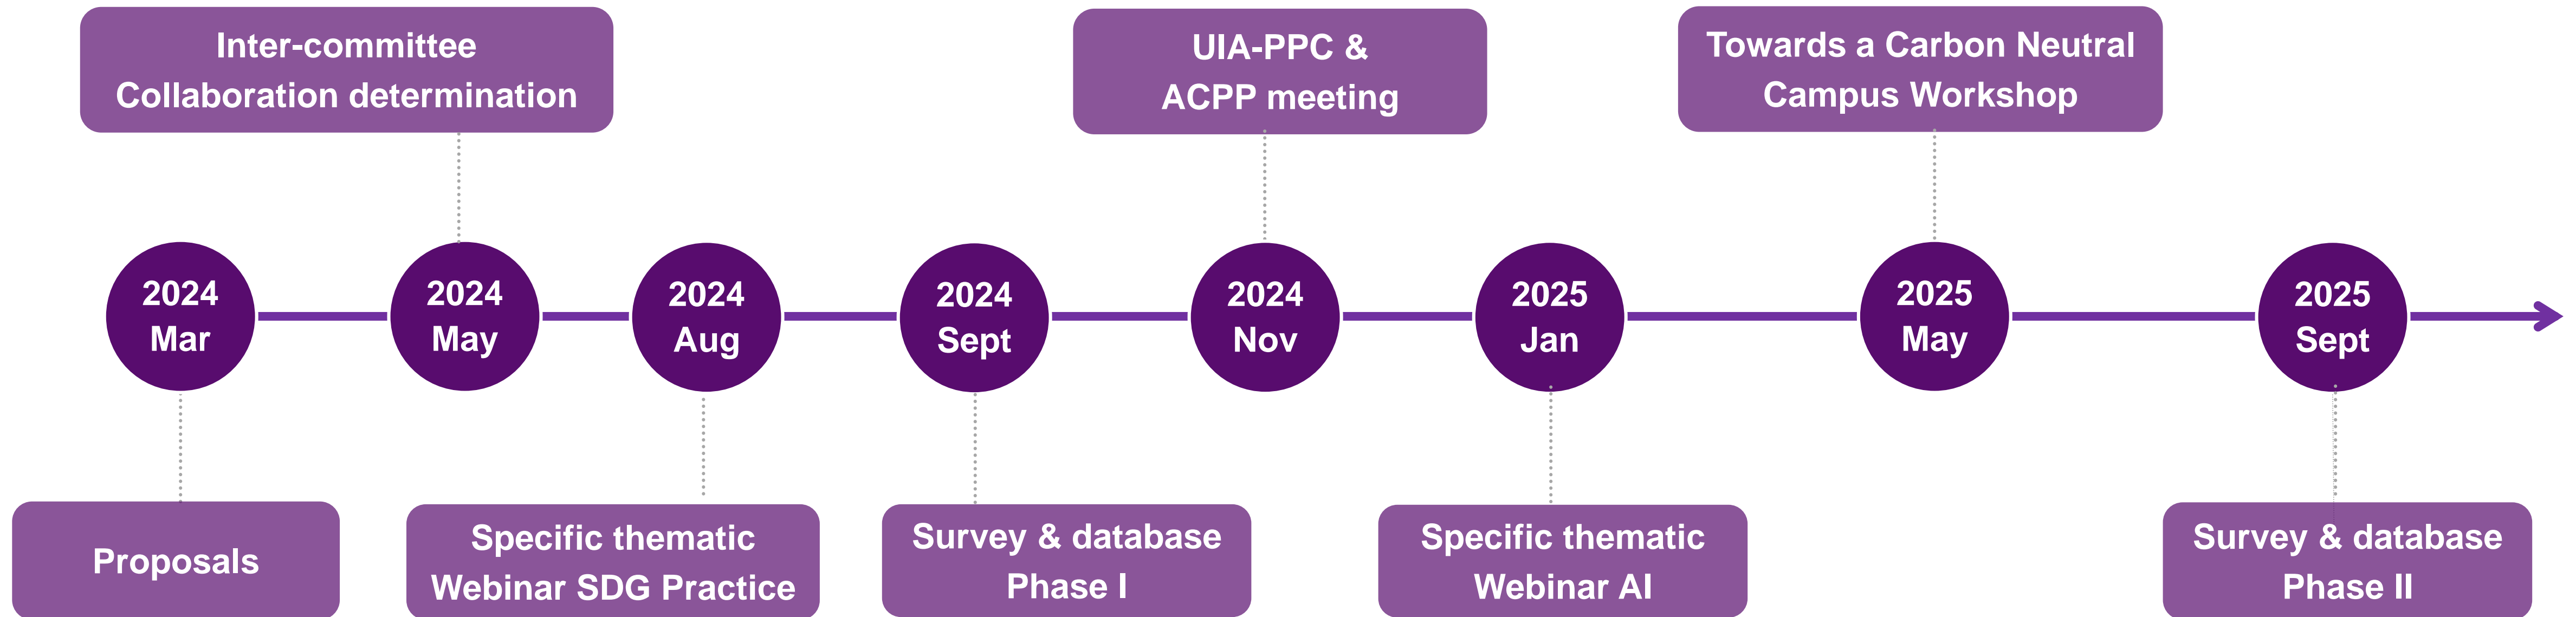 Inter-committee
Collaboration determination
UIA-PPC &
ACPP meeting
Towards a Carbon Neutral
Campus Workshop
2024
Mar
2024
May
2024
Aug
2024
Sept
2024
Nov
2025
Jan
2025
May
2025
Sept
Proposals
Specific thematic
Webinar SDG Practice
Survey & database
Phase I
Specific thematic
Webinar AI
Survey & database
Phase II